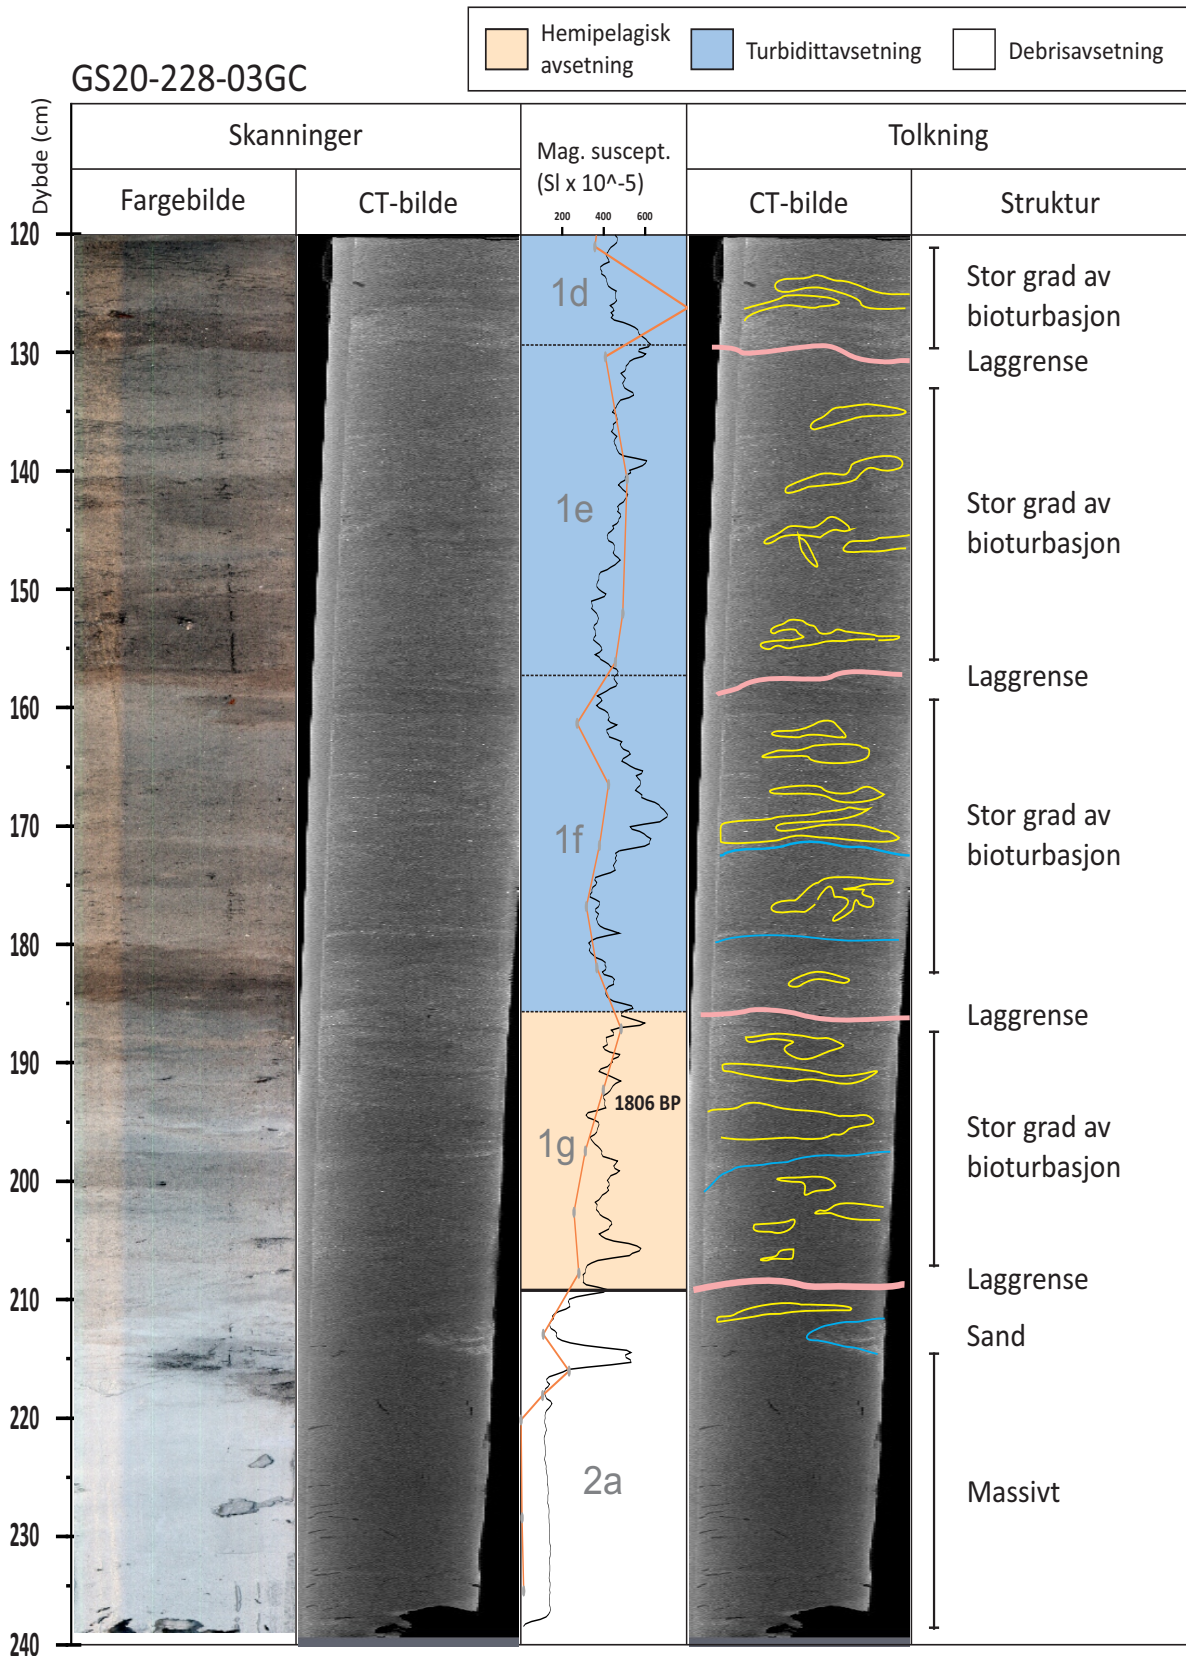 Hemipelagisk
avsetning
Turbidittavsetning
Debrisavsetning
GS20-228-03GC
Dybde (cm)
Skanninger
Mag. suscept.
(SI x 10^-5)
Tolkning
Fargebilde
CT-bilde
CT-bilde
Struktur
200 400 600
120
130
140
150
160
170
180
190
200
210
220
230
240
1d
1e
1f
1g
1806 BP
2a
Stor grad av
bioturbasjon
Laggrense
Stor grad av
bioturbasjon
Laggrense
Stor grad av
bioturbasjon
Laggrense
Stor grad av
bioturbasjon
Laggrense
Sand
Massivt